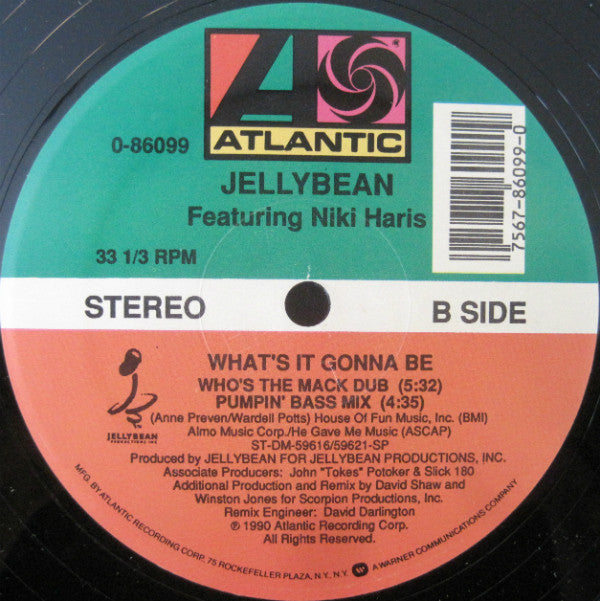 ATLANTIC
0-86099
JELLYBEAN
Featuring Niki Haris
7567-86099-0
33 1/3 RPM
STEREO
B SIDE
WHAT'S IT GONNA BE
WHO'S THE MACK DUB (5:32)
PUMPIN' BASS MIX (4:35)
(Anne Preven/Wardell Potts) House Of Fun Music, Inc. (BMI)
Almo Music Corp./He Gave Me Music (ASCAP)
ST-DM-59616/59621-SP
JELLYBEAN
PRODUCTIONS INC.
Produced by JELLYBEAN FOR JELLYBEAN PRODUCTIONS, INC.
Associate Producers: John "Tokes" Potoker & Slick 180
Additional Production and Remix by David Shaw and
Winston Jones for Scorpion Productions, Inc.
Remix Engineer: David Darlington
℗ 1990 Atlantic Recording Corp.
All Rights Reserved.
MFG. BY ATLANTIC RECORDING CORP. 75 ROCKEFELLER PLAZA, N.Y., N.Y. A WARNER COMMUNICATIONS COMPANY